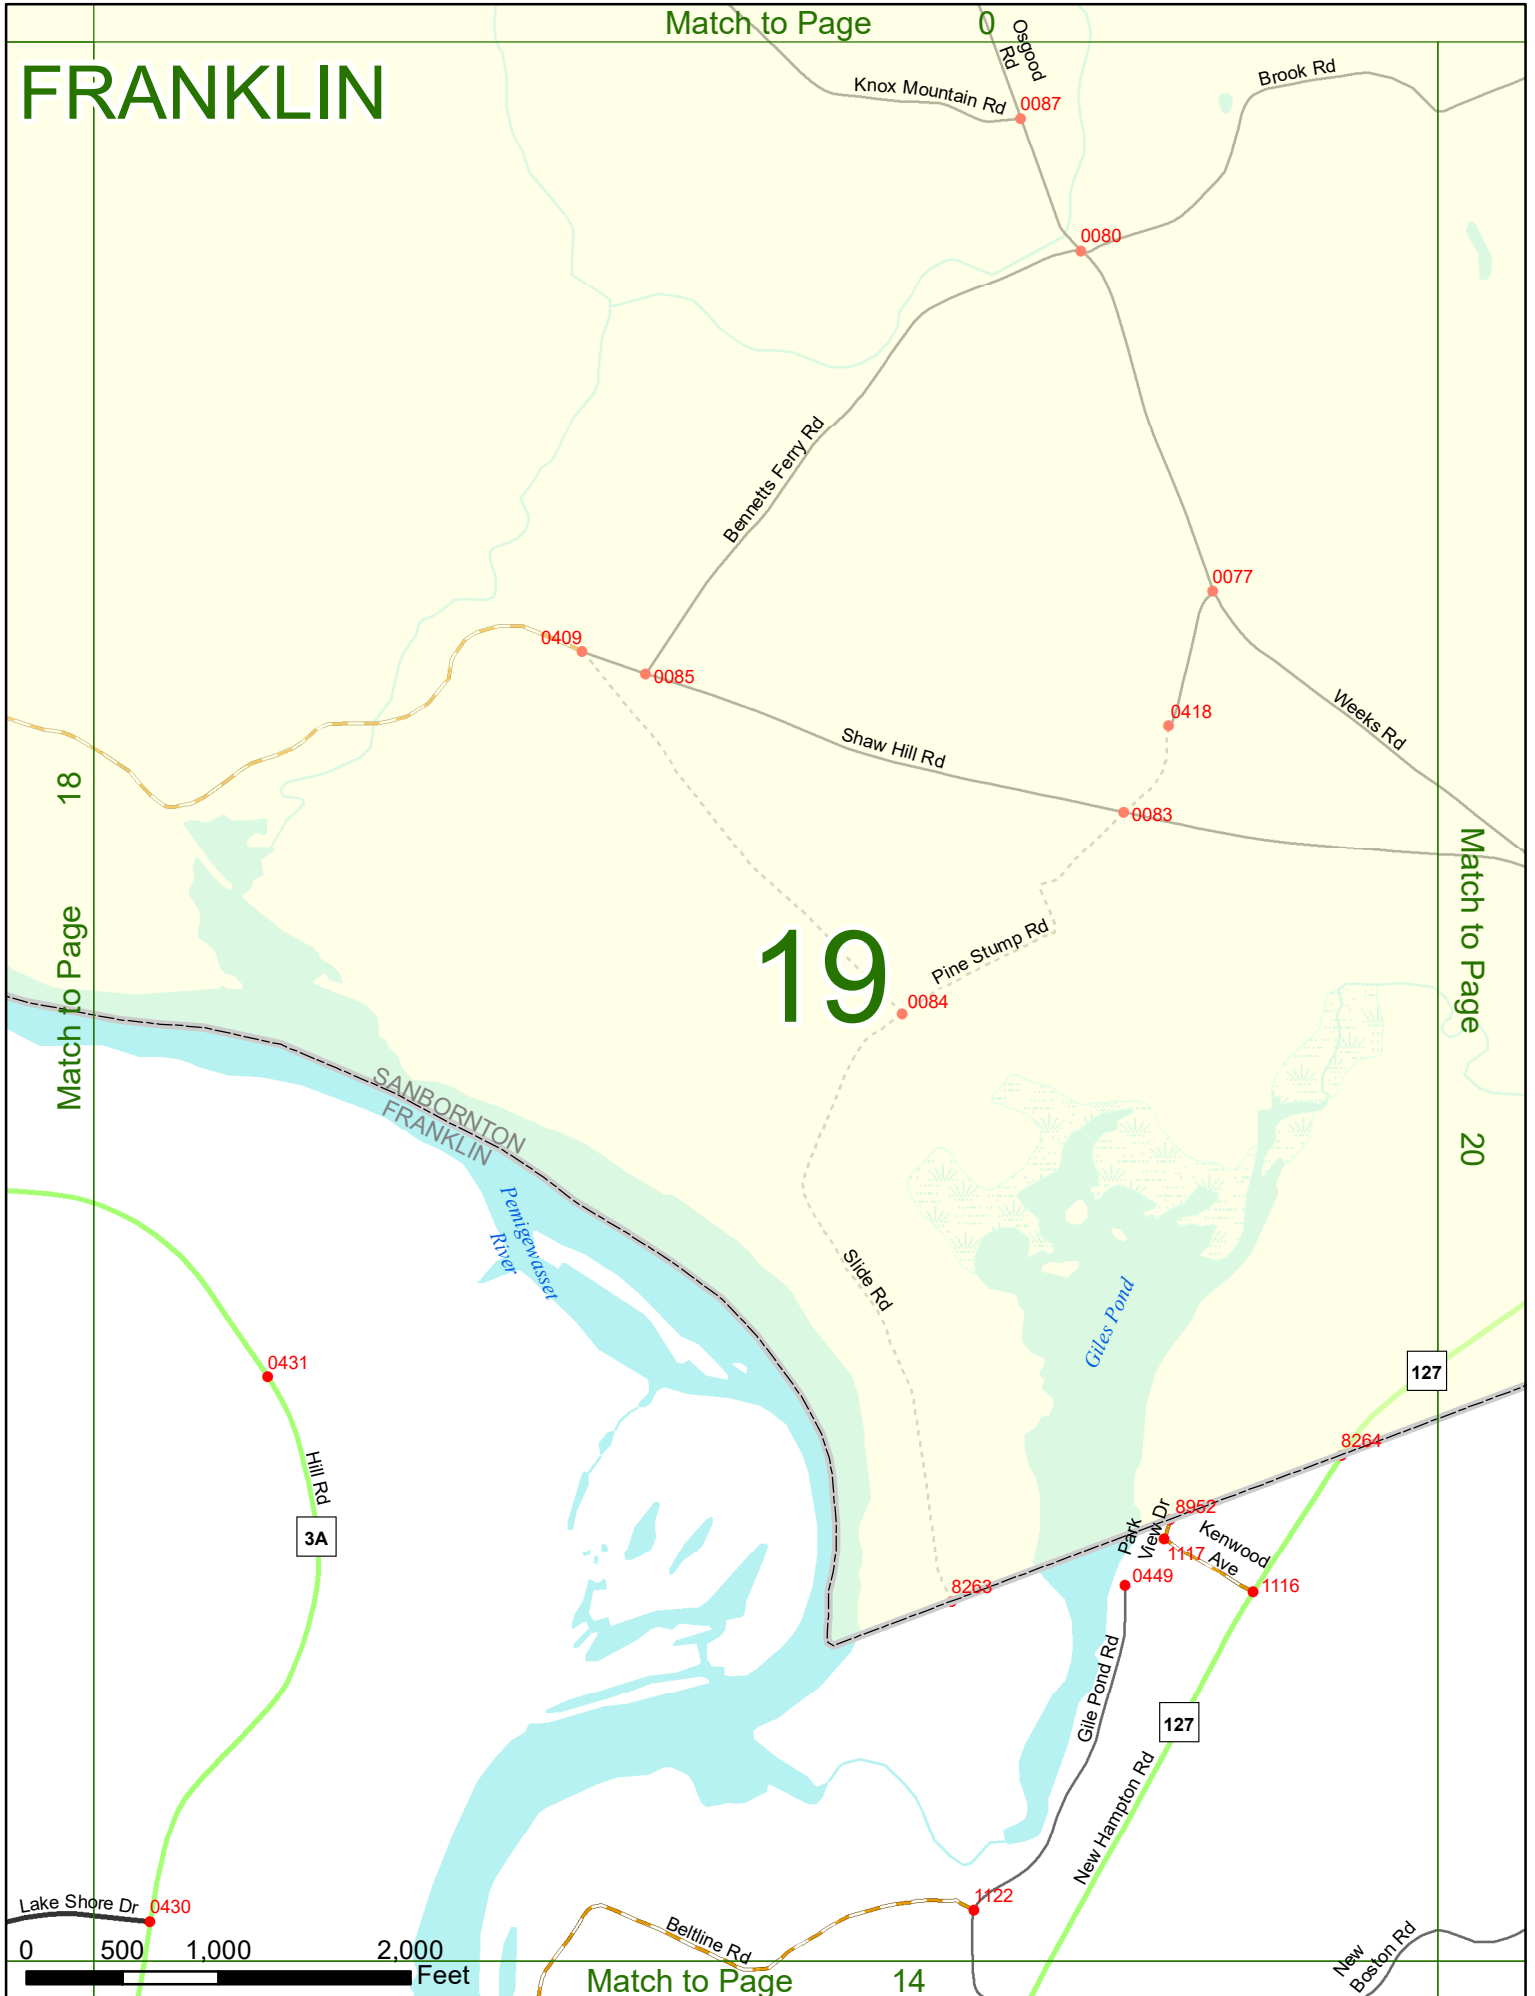 Match to Page 0
FRANKLIN
Osgood
Rd
Knox Mountain Rd
0087
Brook Rd
0080
Bennetts Ferry Rd
0077
0409
0085
0418
Weeks Rd
Shaw Hill Rd
0083
18
Match to Page
Match to Page
20
19
Pine Stump Rd
0084
SANBORNTON
FRANKLIN
Pemigewasset
River
Slide Rd
Giles Pond
127
0431
Hill Rd
3A
8264
8952
Park
View Dr
Kenwood
Ave
1117
0449
1116
8263
Gile Pond Rd
127
New Hampton Rd
Lake Shore Dr
0430
1122
Beltline Rd
New
Boston Rd
0 500 1,000 2,000
Feet
Match to Page 14